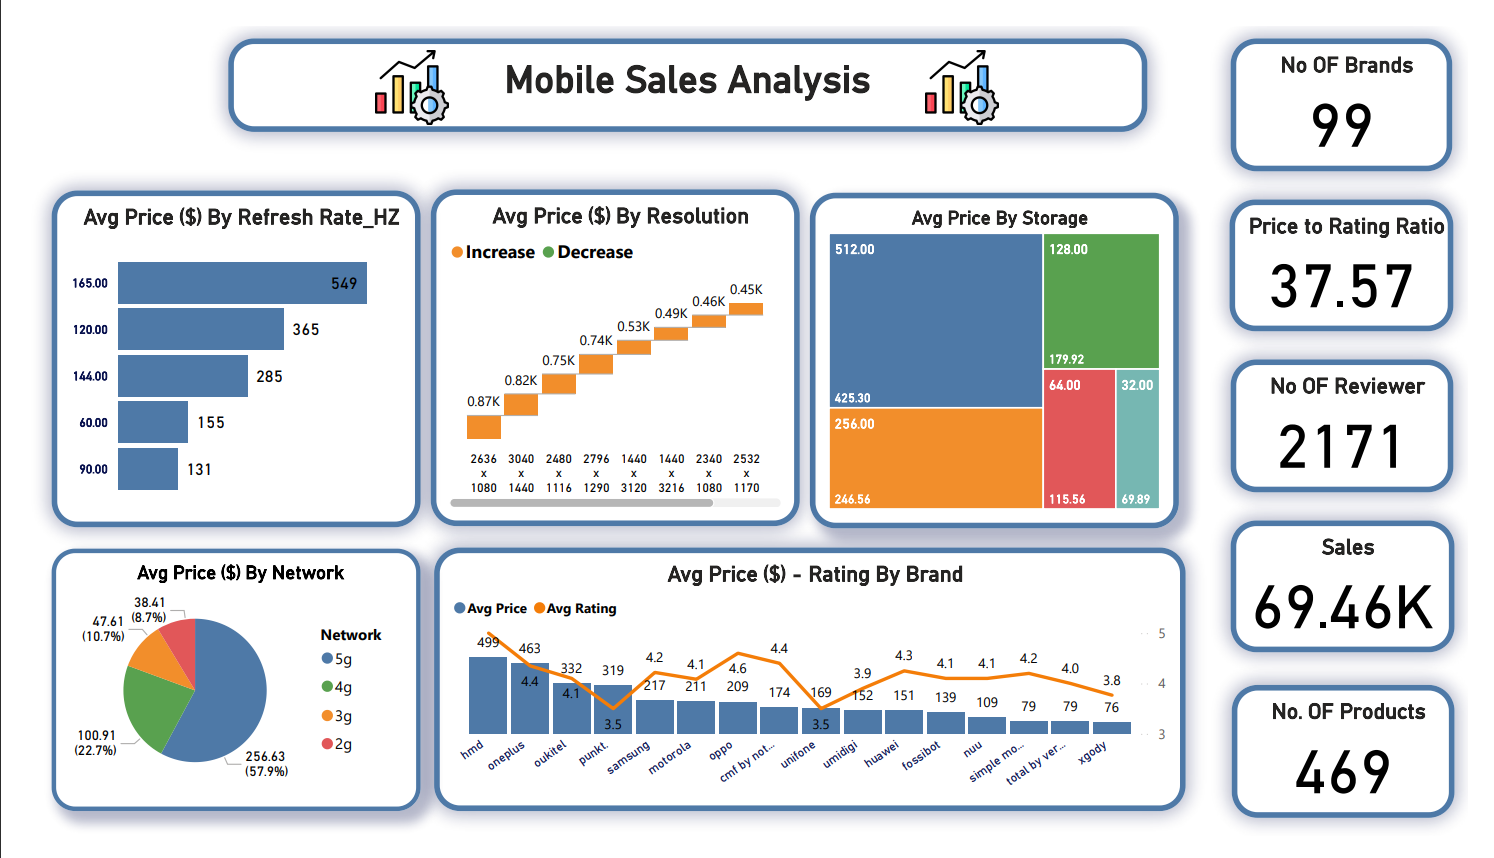 Mobile Sales Analysis
No OF Brands
99
Price to Rating Ratio
37.57
No OF Reviewer
2171
Sales
69.46K
No. OF Products
469
Avg Price ($) By Refresh Rate_HZ
165.00 549
120.00 365
144.00 285
60.00 155
90.00 131
Avg Price ($) By Resolution
Increase Decrease
0.87K 0.82K 0.75K 0.74K 0.53K 0.49K 0.46K 0.45K
2636 3040 2480 2796 1440 1440 2340 2532
x x x x x x x x
1080 1440 1116 1290 3120 3216 1080 1170
Avg Price By Storage
512.00
425.30
256.00
246.56
128.00
179.92
64.00
115.56
32.00
69.89
Avg Price ($) By Network
38.41
(8.7%)
47.61
(10.7%)
100.91
(22.7%)
256.63
(57.9%)
Network
5g
4g
3g
2g
Avg Price ($) - Rating By Brand
Avg Price Avg Rating
499 463 332 319 217 211 209 174 169 152 151 139 109 79 79 76
4.4 4.1 3.5 4.2 4.1 4.6 4.4 3.5 3.9 4.3 4.1 4.1 4.2 4.0 3.8
5
4
3
hmd oneplus oukitel punkt. samsung motorola oppo cmf by not... unifone umidigi huawei fossibot nuu simple mo... total by ver... xgody